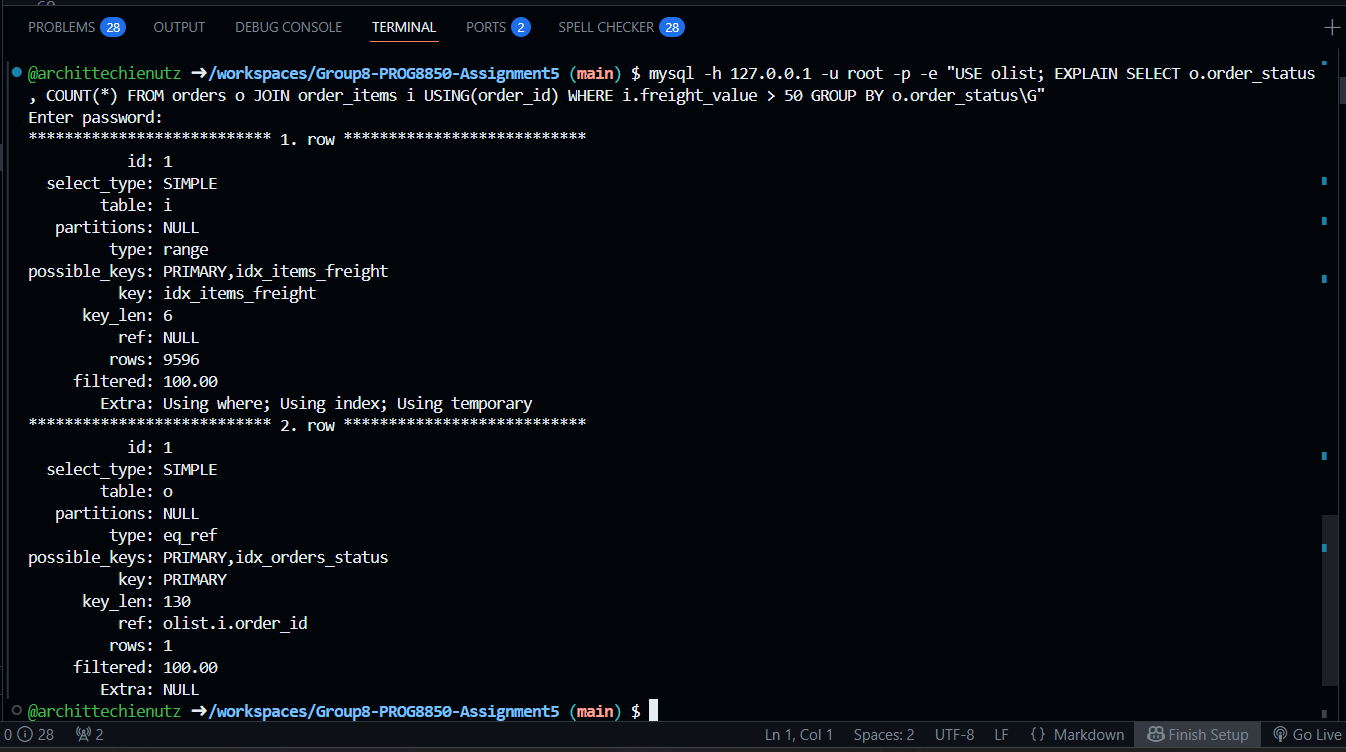 PROBLEMS 28 OUTPUT DEBUG CONSOLE TERMINAL PORTS 2 SPELL CHECKER 28
@archittechienutz ➜/workspaces/Group8-PROG8850-Assignment5 (main) $ mysql -h 127.0.0.1 -u root -p -e "USE olist; EXPLAIN SELECT o.order_status
, COUNT(*) FROM orders o JOIN order_items i USING(order_id) WHERE i.freight_value > 50 GROUP BY o.order_status\G"
Enter password:
*************************** 1. row ***************************
id: 1
select_type: SIMPLE
table: i
partitions: NULL
type: range
possible_keys: PRIMARY,idx_items_freight
key: idx_items_freight
key_len: 6
ref: NULL
rows: 9596
filtered: 100.00
Extra: Using where; Using index; Using temporary
*************************** 2. row ***************************
id: 1
select_type: SIMPLE
table: o
partitions: NULL
type: eq_ref
possible_keys: PRIMARY,idx_orders_status
key: PRIMARY
key_len: 130
ref: olist.i.order_id
rows: 1
filtered: 100.00
Extra: NULL
@archittechienutz ➜/workspaces/Group8-PROG8850-Assignment5 (main) $
0 28 2 Ln 1, Col 1 Spaces: 2 UTF-8 LF {} Markdown Finish Setup Go Live